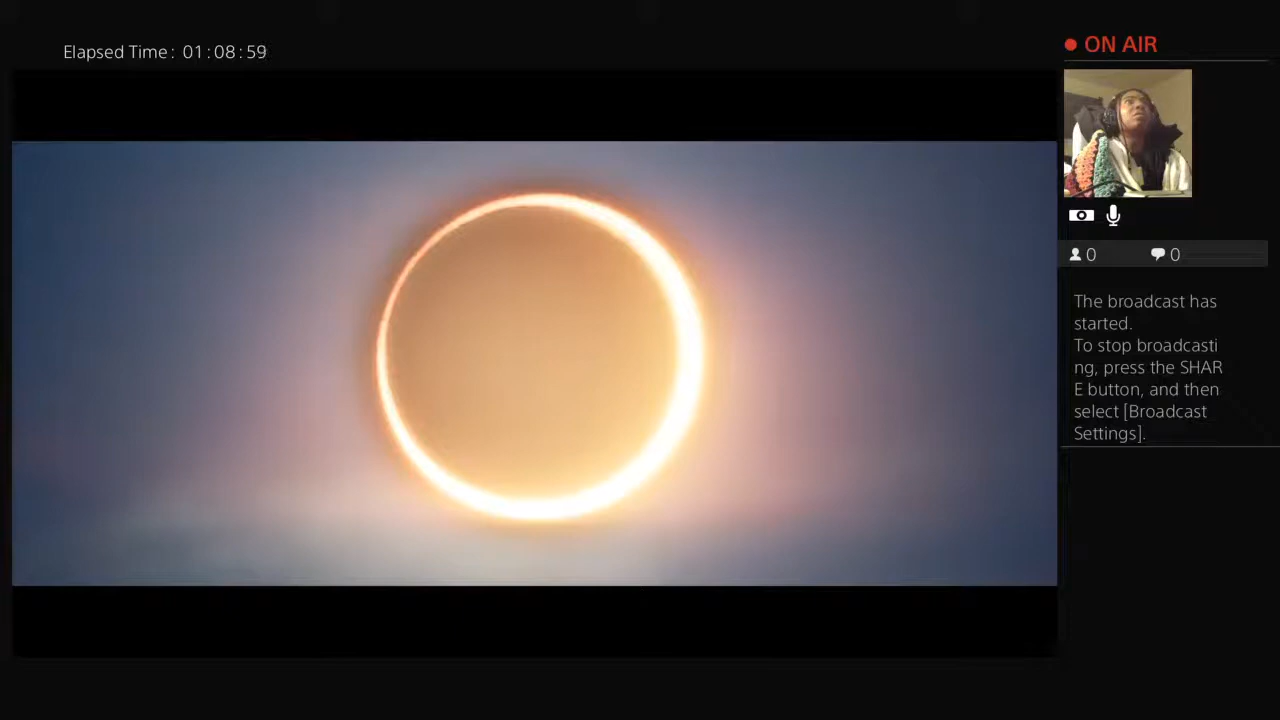 Elapsed Time: 01:08:59
ON AIR
0 0
The broadcast has
started.
To stop broadcasti
ng, press the SHAR
E button, and then
select [Broadcast
Settings].